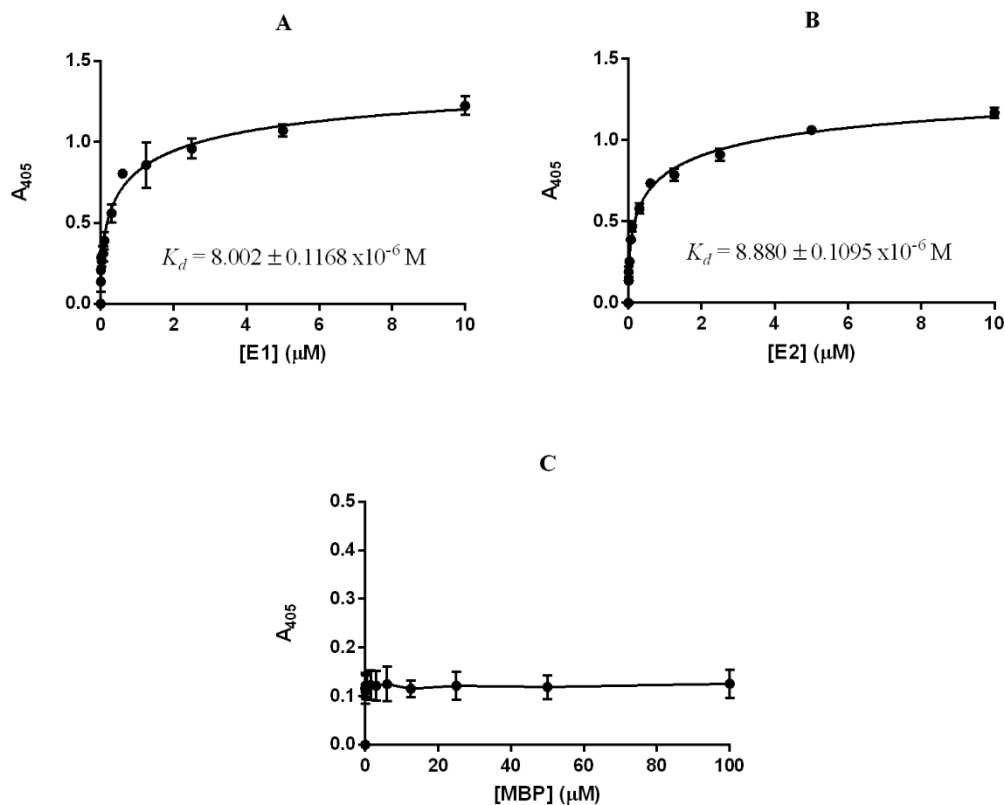 A
1.5
1.0
0.5
0.0
A405
Kd = 8.002 ± 0.1168 x10-6 M
0 2 4 6 8 10
[E1] (μM)
B
1.5
1.0
0.5
0.0
A405
Kd = 8.880 ± 0.1095 x10-6 M
0 2 4 6 8 10
[E2] (μM)
C
0.5
0.4
0.3
0.2
0.1
0.0
A405
0 20 40 60 80 100
[MBP] (μM)